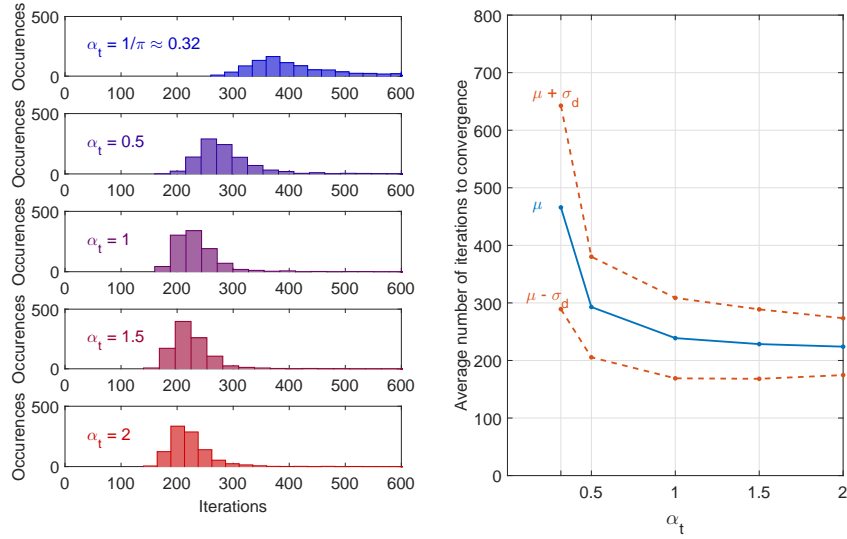 500
α_t = 1/π ≈ 0.32
Occurences
0
0 100 200 300 400 500 600
500
α_t = 0.5
Occurences
0
0 100 200 300 400 500 600
500
α_t = 1
Occurences
0
0 100 200 300 400 500 600
500
α_t = 1.5
Occurences
0
0 100 200 300 400 500 600
500
α_t = 2
Occurences
0
0 100 200 300 400 500 600
Iterations
800
700
600
500
400
300
200
100
0
Average number of iterations to convergence
μ + σ_d
μ
μ - σ_d
0.5 1 1.5 2
α_t